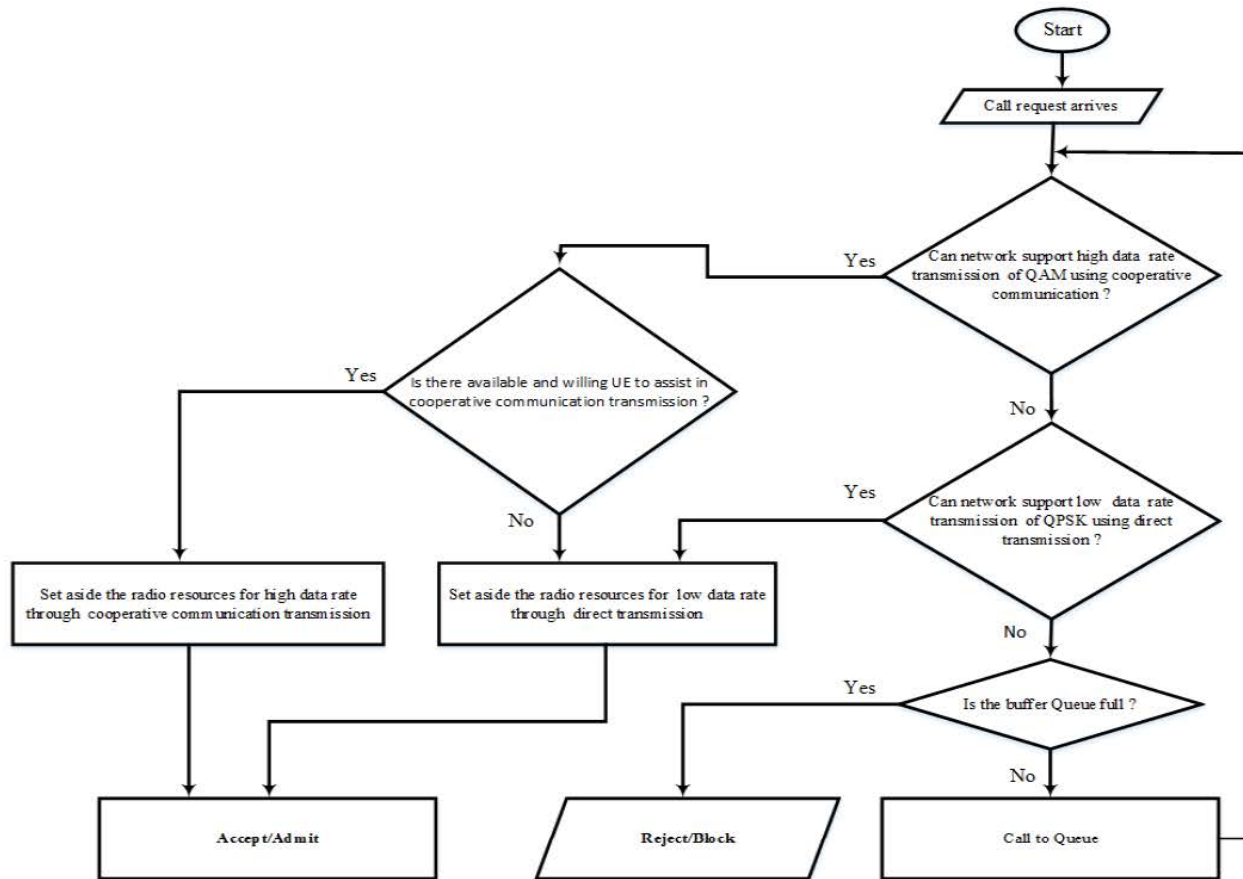 Start
Call request arrives
Can network support high data rate
transmission of QAM using cooperative
communication ?
Yes
No
Is there available and willing UE to assist in
cooperative communication transmission ?
Yes
No
Can network support low data rate
transmission of QPSK using direct
transmission ?
Yes
No
Set aside the radio resources for high data rate
through cooperative communication transmission
Set aside the radio resources for low data rate
through direct transmission
Is the buffer Queue full ?
Yes
No
Accept/Admit
Reject/Block
Call to Queue